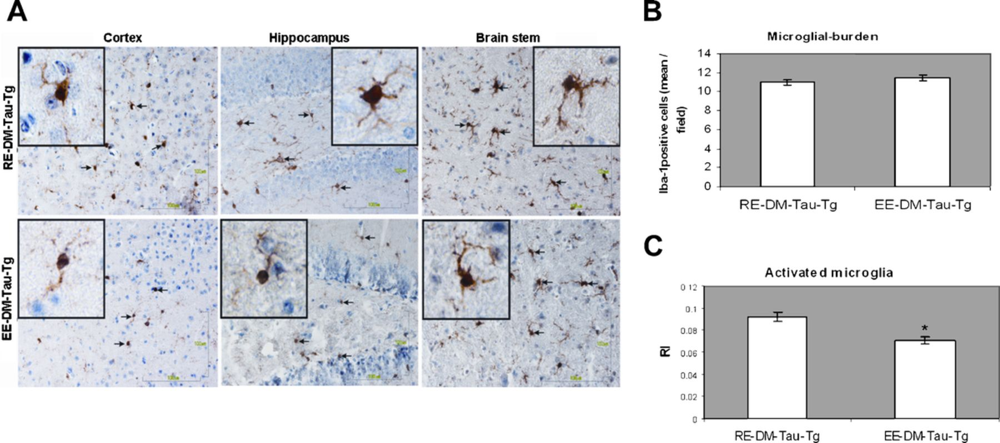 A
Cortex
Hippocampus
Brain stem
RE-DM-Tau-Tg
EE-DM-Tau-Tg
B
Microglial-burden
Iba-1positive cells (mean /
field)
14
12
10
8
6
4
2
0
RE-DM-Tau-Tg
EE-DM-Tau-Tg
C
Activated microglia
RI
0.12
0.1
0.08
0.06
0.04
0.02
0
*
RE-DM-Tau-Tg
EE-DM-Tau-Tg